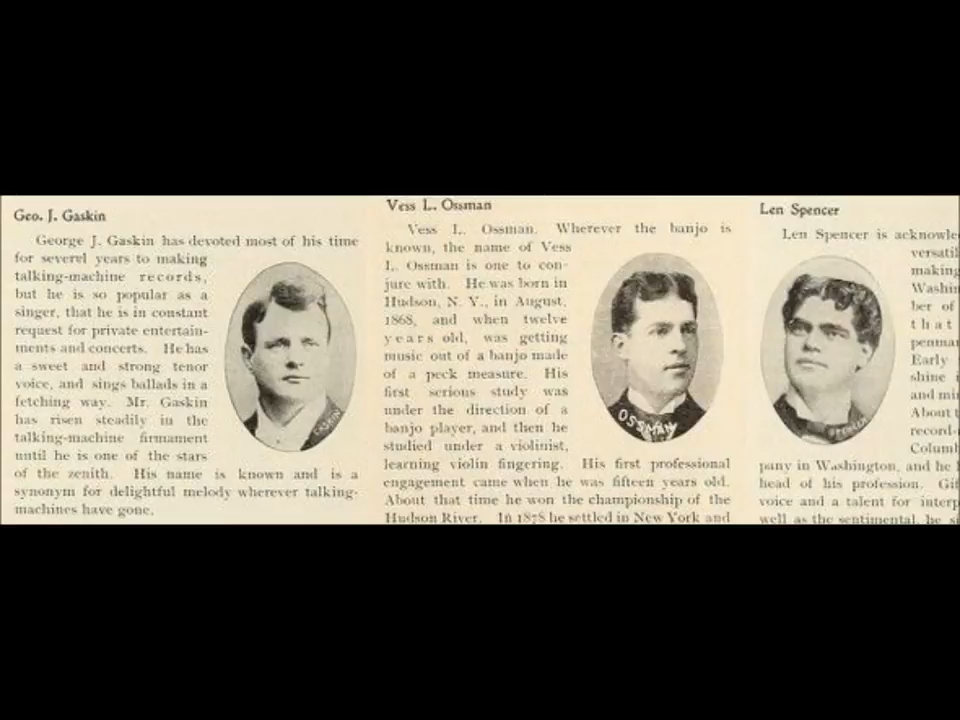 Geo. J. Gaskin
George J. Gaskin has devoted most of his time
for several years to making
talking-machine records,
but he is so popular as a
singer, that he is in constant
request for private entertain-
ments and concerts. He has
a sweet and strong tenor
voice, and sings ballads in a
fetching way. Mr. Gaskin
has risen steadily in the
talking-machine firmament
until he is one of the stars
of the zenith. His name is known and is a
synonym for delightful melody wherever talking-
machines have gone.
GASKIN
Vess L. Ossman
Vess L. Ossman. Wherever the banjo is
known, the name of Vess
L. Ossman is one to con-
jure with. He was born in
Hudson, N. Y., in August,
1868, and when twelve
years old, was getting
music out of a banjo made
of a peck measure. His
first serious study was
under the direction of a
banjo player, and then he
studied under a violinist,
learning violin fingering. His first professional
engagement came when he was fifteen years old.
About that time he won the championship of the
Hudson River. In 1878 he settled in New York and
OSSMAN
Len Spencer
Len Spencer is acknowle
versatil
making
Washin
ber of
that
penman
Early
shine i
and min
About t
record-
Columb
pany in Washington, and he h
head of his profession. Gif
voice and a talent for interp
well as the sentimental, he si
SPENCER